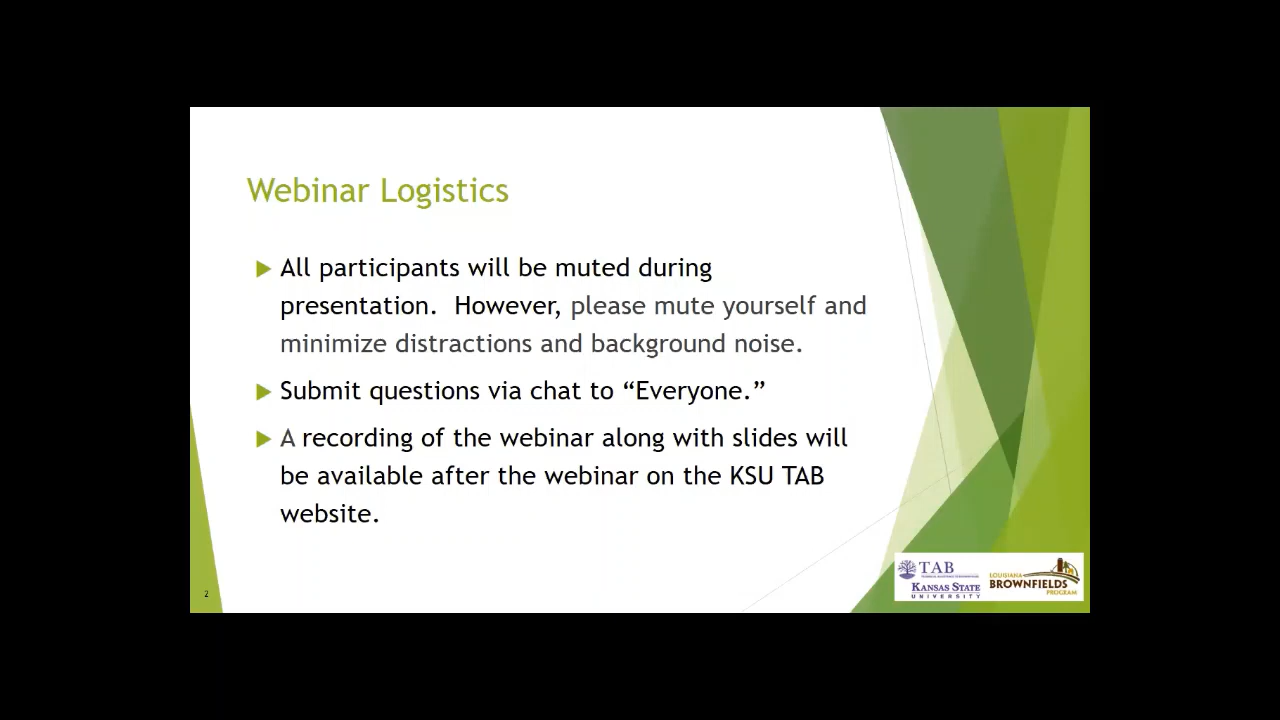 Webinar Logistics
All participants will be muted during
presentation.  However, please mute yourself and
minimize distractions and background noise.
Submit questions via chat to “Everyone.”
A recording of the webinar along with slides will
be available after the webinar on the KSU TAB
website.
2
TAB
KANSAS STATE
UNIVERSITY
LOUISIANA
BROWNFIELDS
PROGRAM